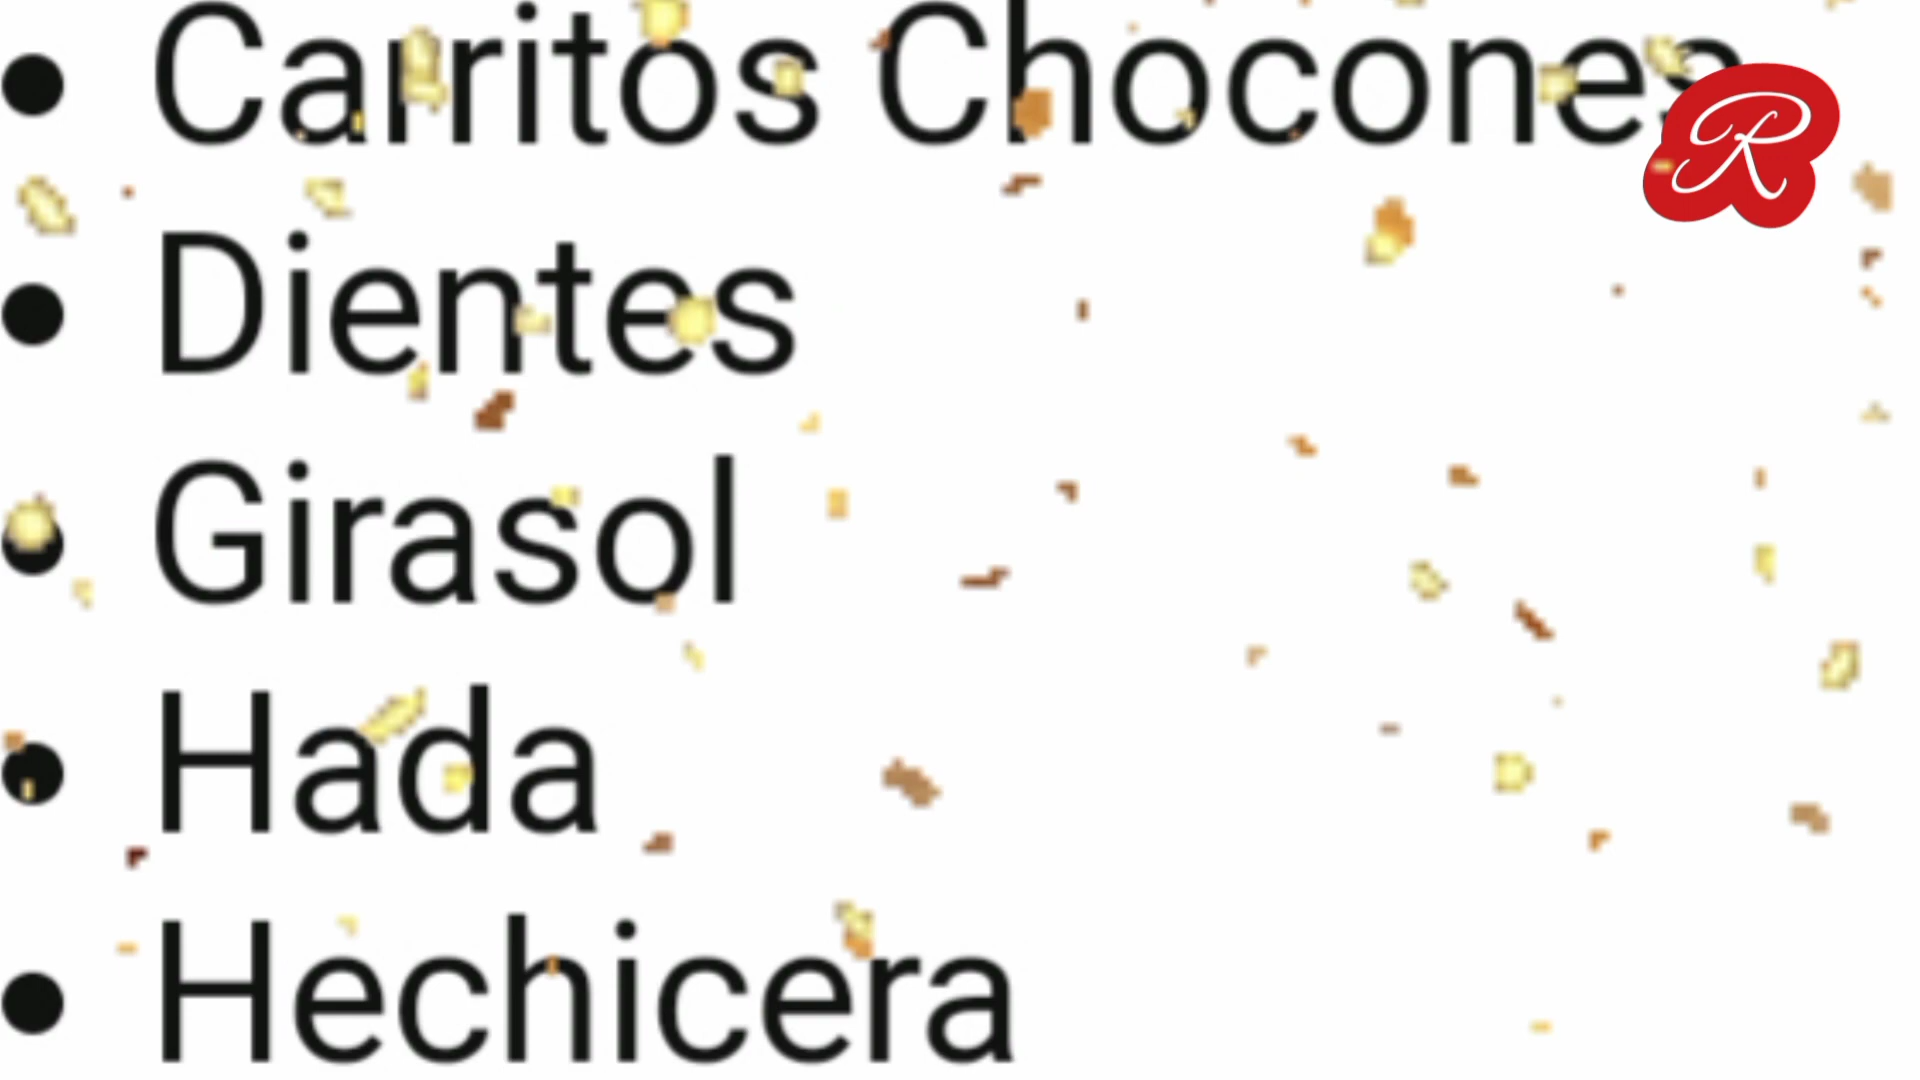 • Carritos Chocones
• Dientes
• Girasol
• Hada
• Hechicera
R